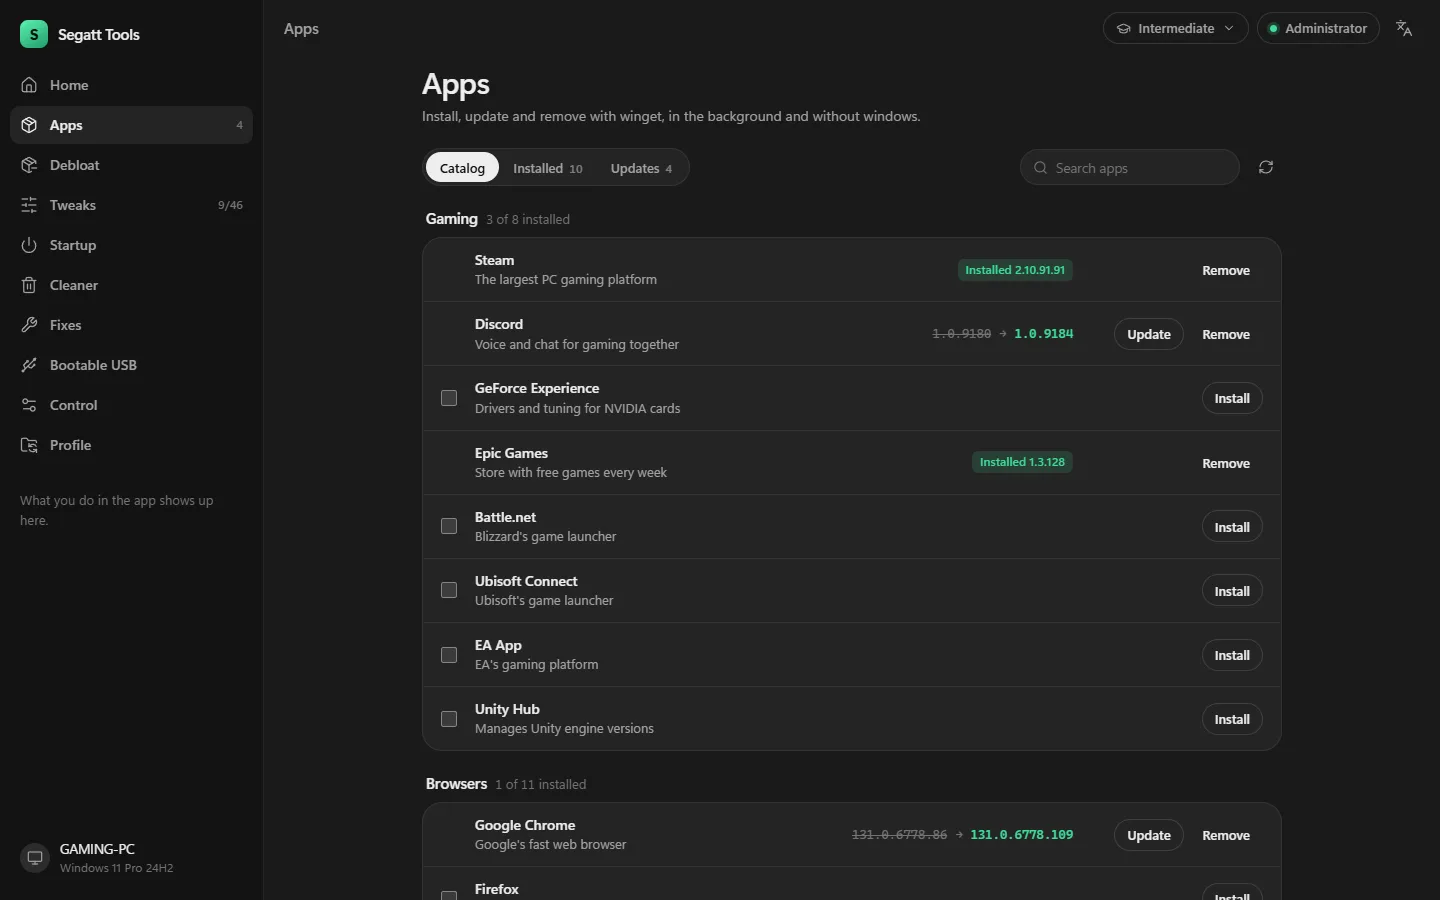 S Segatt Tools
Home
Apps 4
Debloat
Tweaks 9/46
Startup
Cleaner
Fixes
Bootable USB
Control
Profile
What you do in the app shows up
here.
GAMING-PC
Windows 11 Pro 24H2
Apps
Intermediate
Administrator
Apps
Install, update and remove with winget, in the background and without windows.
Catalog Installed 10 Updates 4
Search apps
Gaming 3 of 8 installed
Steam
The largest PC gaming platform
Installed 2.10.91.91
Remove
Discord
Voice and chat for gaming together
1.0.9180 → 1.0.9184
Update
Remove
GeForce Experience
Drivers and tuning for NVIDIA cards
Install
Epic Games
Store with free games every week
Installed 1.3.128
Remove
Battle.net
Blizzard's game launcher
Install
Ubisoft Connect
Ubisoft's game launcher
Install
EA App
EA's gaming platform
Install
Unity Hub
Manages Unity engine versions
Install
Browsers 1 of 11 installed
Google Chrome
Google's fast web browser
131.0.6778.86 → 131.0.6778.109
Update
Remove
Firefox
Install